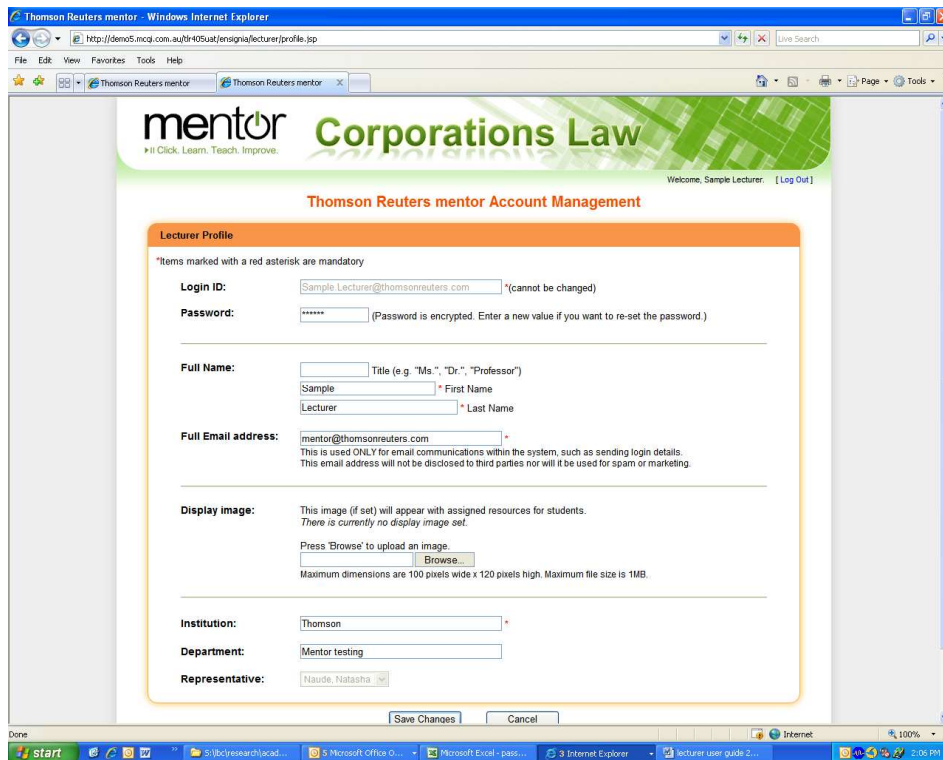 Thomson Reuters mentor - Windows Internet Explorer
http://demo5.mcqi.com.au/tlr405uat/ensignia/lecturer/profile.jsp
Live Search
File Edit View Favorites Tools Help
Thomson Reuters mentor
Thomson Reuters mentor X
Page Tools
mentor
Click. Learn. Teach. Improve.
Corporations Law
Welcome, Sample Lecturer. [ Log Out ]
Thomson Reuters mentor Account Management
Lecturer Profile
*Items marked with a red asterisk are mandatory
Login ID: Sample.Lecturer@thomsonreuters.com *(cannot be changed)
Password: ****** (Password is encrypted. Enter a new value if you want to re-set the password.)
Full Name: Title (e.g. "Ms.", "Dr.", "Professor")
Sample * First Name
Lecturer * Last Name
Full Email address: mentor@thomsonreuters.com *
This is used ONLY for email communications within the system, such as sending login details.
This email address will not be disclosed to third parties nor will it be used for spam or marketing.
Display image: This image (if set) will appear with assigned resources for students.
There is currently no display image set.
Press 'Browse' to upload an image.
Browse...
Maximum dimensions are 100 pixels wide x 120 pixels high. Maximum file size is 1MB.
Institution: Thomson *
Department: Mentor testing
Representative: Naude, Natasha
Save Changes Cancel
Done Internet 100%
start S:\lbc\research\acad... 5 Microsoft Office O... Microsoft Excel - pass... 3 Internet Explorer lecturer user guide 2... 2:06 PM